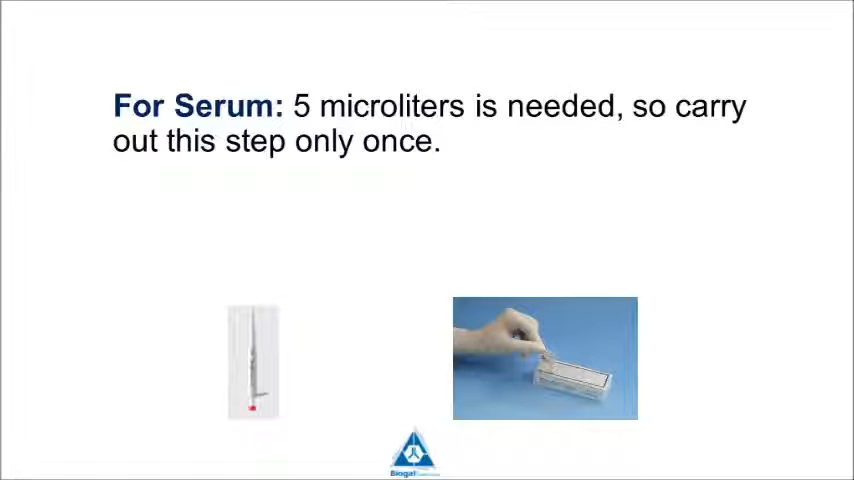 For Serum: 5 microliters is needed, so carry
out this step only once.
Biogal